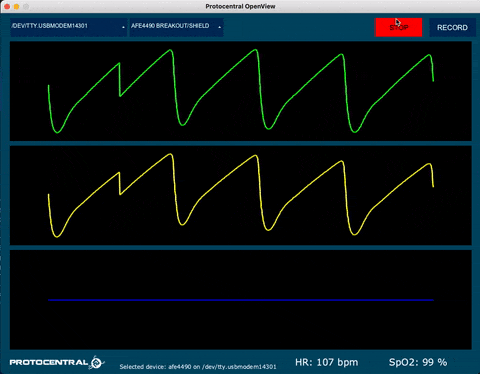 Protocentral OpenView
/DEV/TTY.USBMODEM14301 AFE4490 BREAKOUT/SHIELD STOP RECORD
PROTOCENTRAL Selected device: afe4490 on /dev/tty.usbmodem14301 HR: 107 bpm SpO2: 99 %